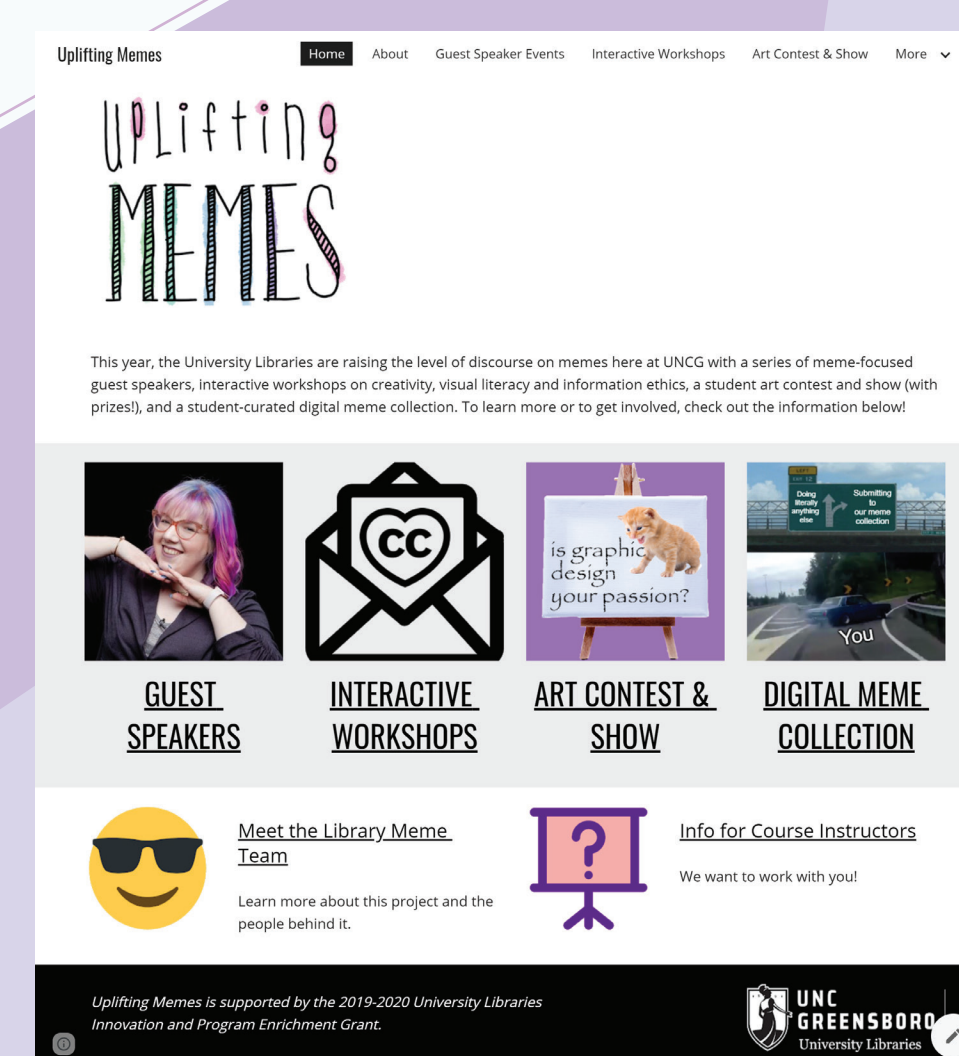 Uplifting Memes
Home About Guest Speaker Events Interactive Workshops Art Contest & Show More
UPLifting
MEMES
This year, the University Libraries are raising the level of discourse on memes here at UNCG with a series of meme-focused
guest speakers, interactive workshops on creativity, visual literacy and information ethics, a student art contest and show (with
prizes!), and a student-curated digital meme collection. To learn more or to get involved, check out the information below!
CC
is graphic
design
your passion?
LEFT
EXIT 12
Doing
literally
anything
else
Submitting
to
our meme
collection
You
GUEST
SPEAKERS
INTERACTIVE
WORKSHOPS
ART CONTEST &
SHOW
DIGITAL MEME
COLLECTION
Meet the Library Meme
Team
Learn more about this project and the
people behind it.
?
Info for Course Instructors
We want to work with you!
Uplifting Memes is supported by the 2019-2020 University Libraries
Innovation and Program Enrichment Grant.
UNC
GREENSBORO
University Libraries